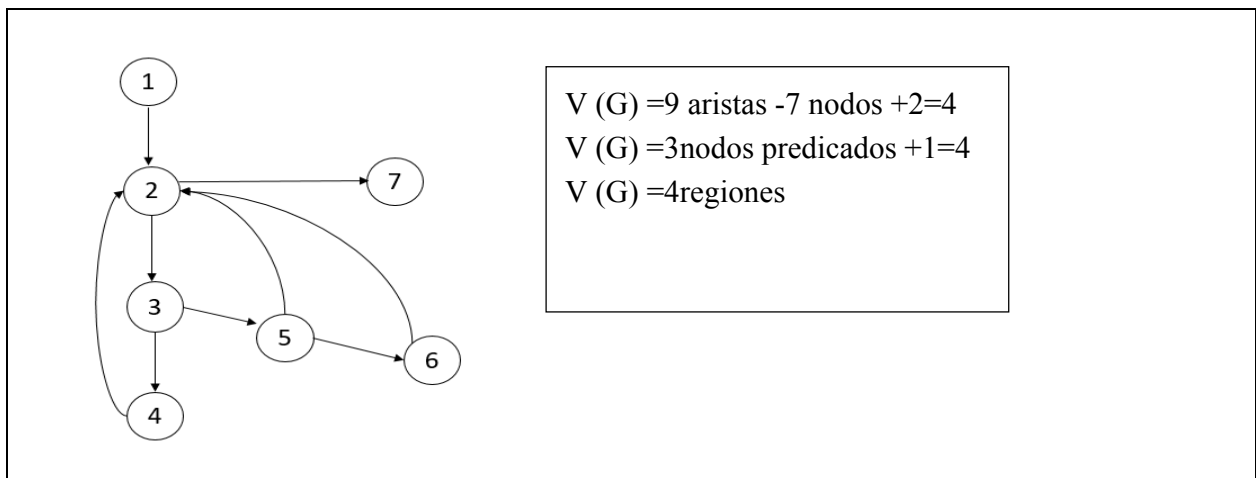 1
2
7
3
5
6
4
V (G) =9 aristas -7 nodos +2=4
V (G) =3nodos predicados +1=4
V (G) =4regiones